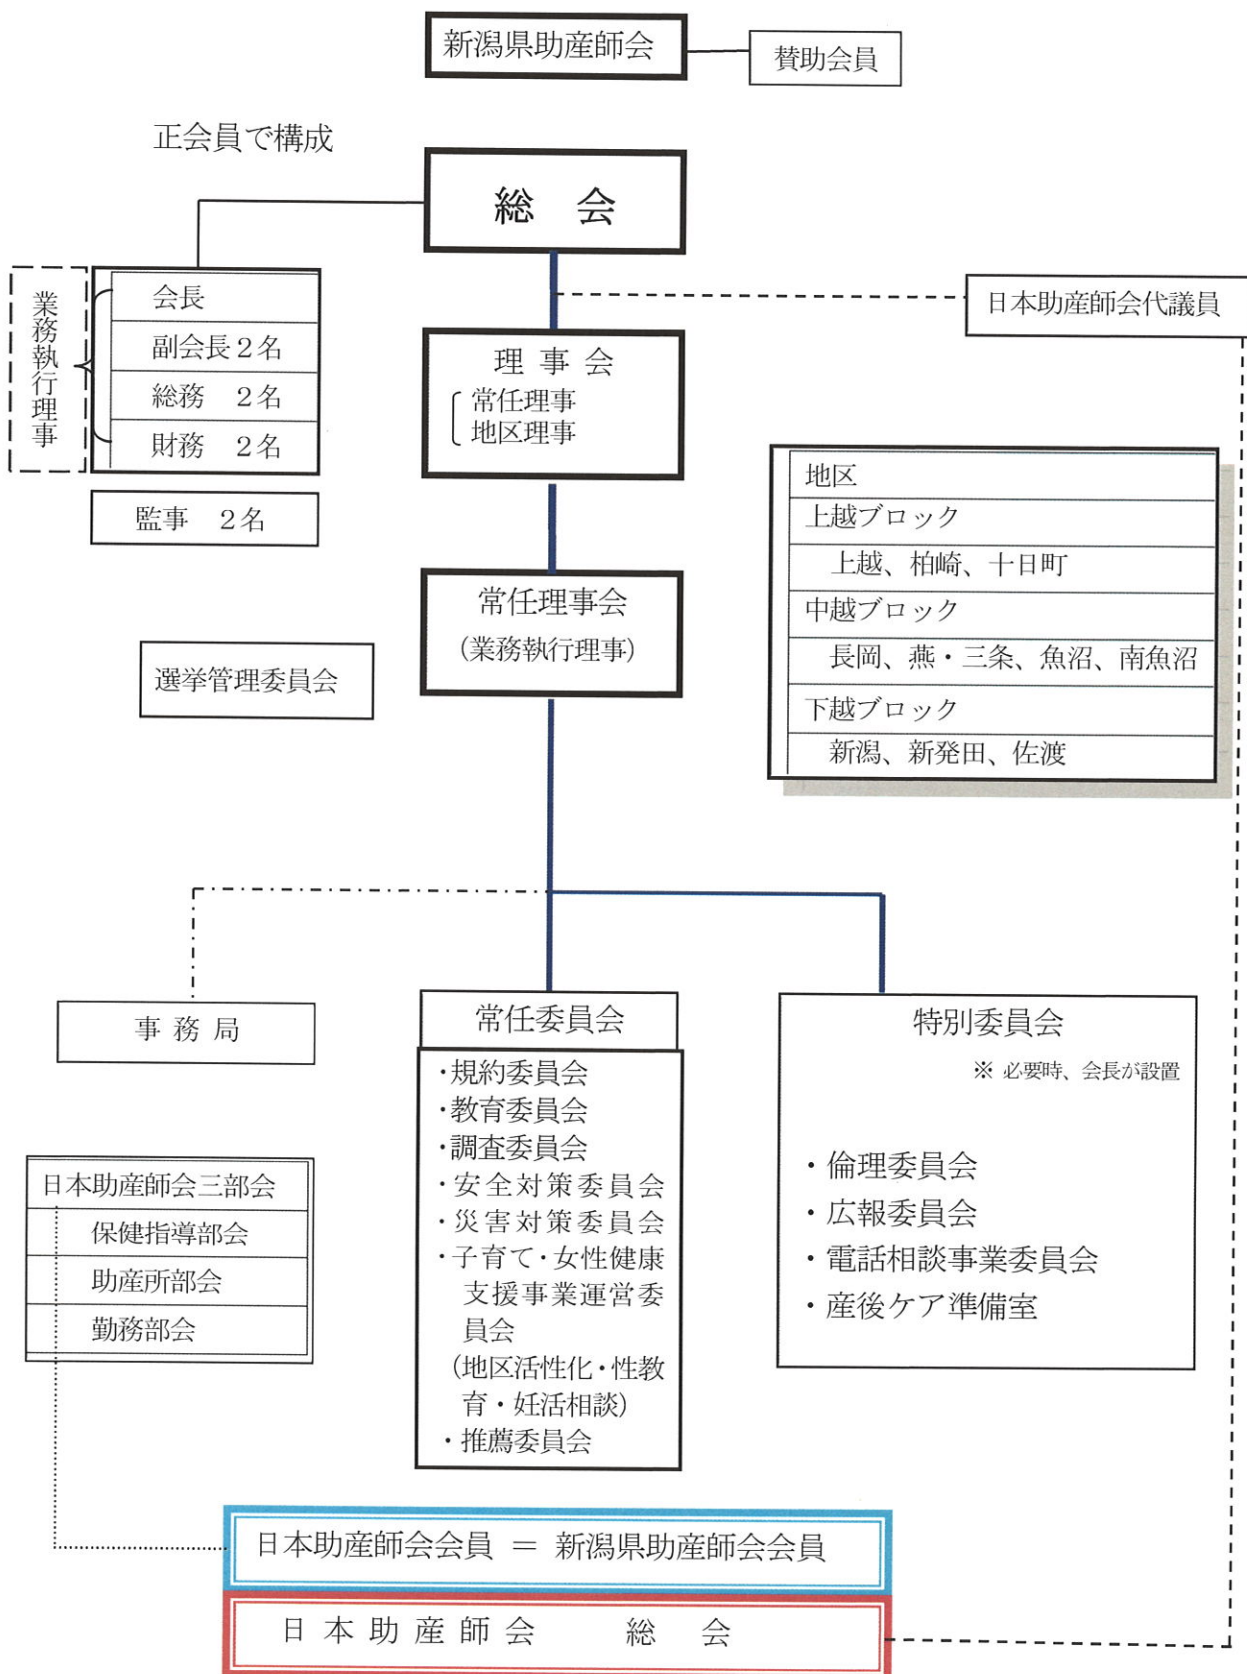 新潟県助産師会
賛助会員
正会員で構成
総 会
業務執行理事
会長
副会長２名
総務 ２名
財務 ２名
監事 ２名
日本助産師会代議員
理 事 会
常任理事
地区理事
地区
上越ブロック
上越、柏崎、十日町
中越ブロック
長岡、燕・三条、魚沼、南魚沼
下越ブロック
新潟、新発田、佐渡
常任理事会
(業務執行理事)
選挙管理委員会
事 務 局
常任委員会
・規約委員会
・教育委員会
・調査委員会
・安全対策委員会
・災害対策委員会
・子育て・女性健康
支援事業運営委
員会
(地区活性化・性教
育・妊活相談)
・推薦委員会
特別委員会
※ 必要時、会長が設置
・倫理委員会
・広報委員会
・電話相談事業委員会
・産後ケア準備室
日本助産師会三部会
保健指導部会
助産所部会
勤務部会
日本助産師会会員 ＝ 新潟県助産師会会員
日 本 助 産 師 会 総 会